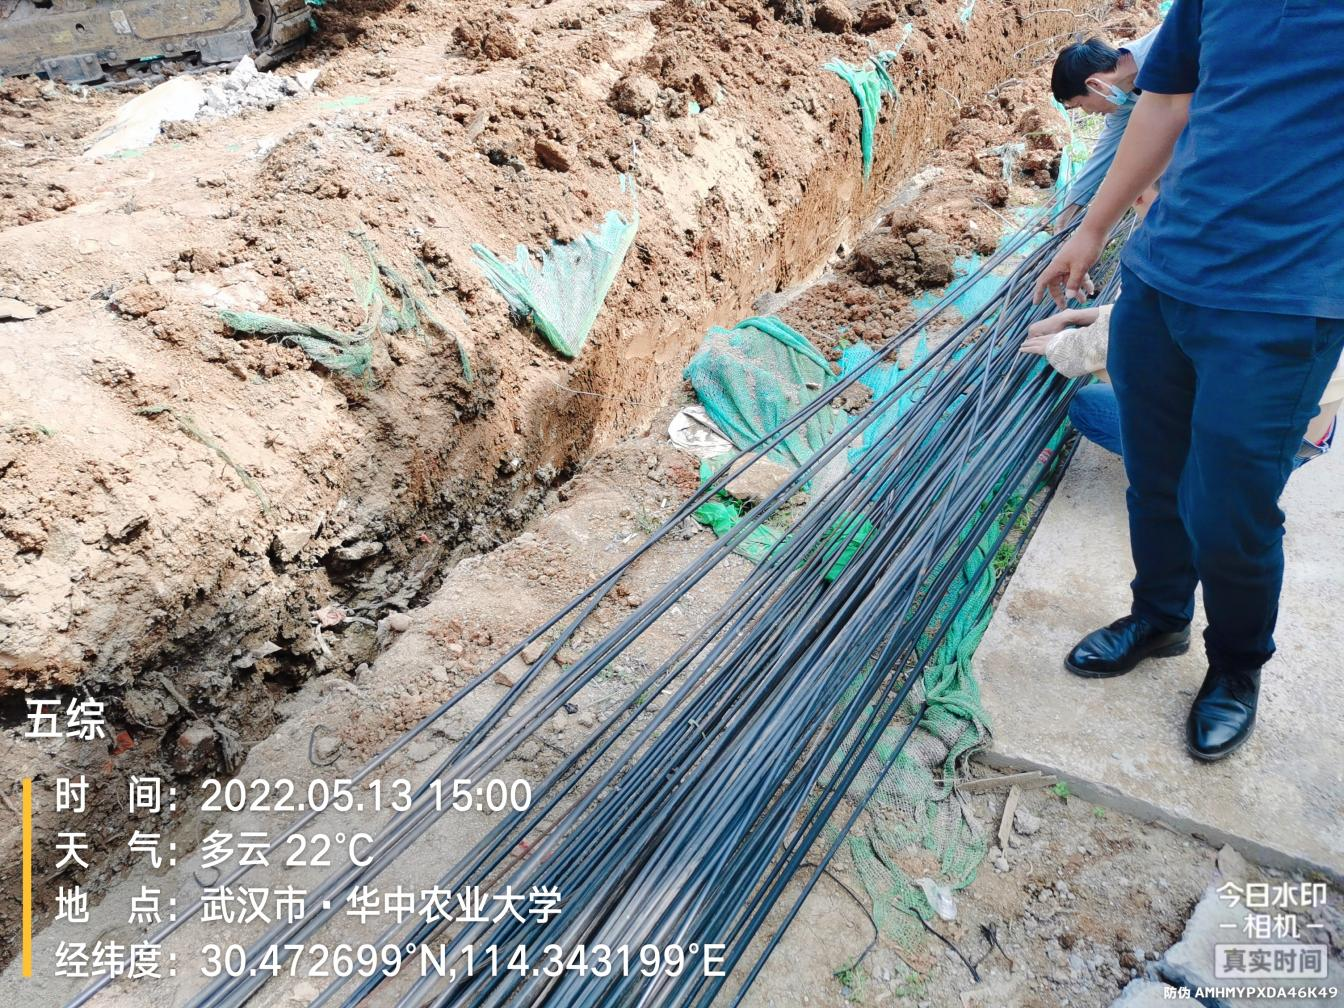 五综
时 间: 2022.05.13 15:00
天 气: 多云 22°C
地 点: 武汉市·华中农业大学
经纬度: 30.472699°N,114.343199°E
今日水印
-相机-
真实时间
防伪 AMHMYPXDA46K49